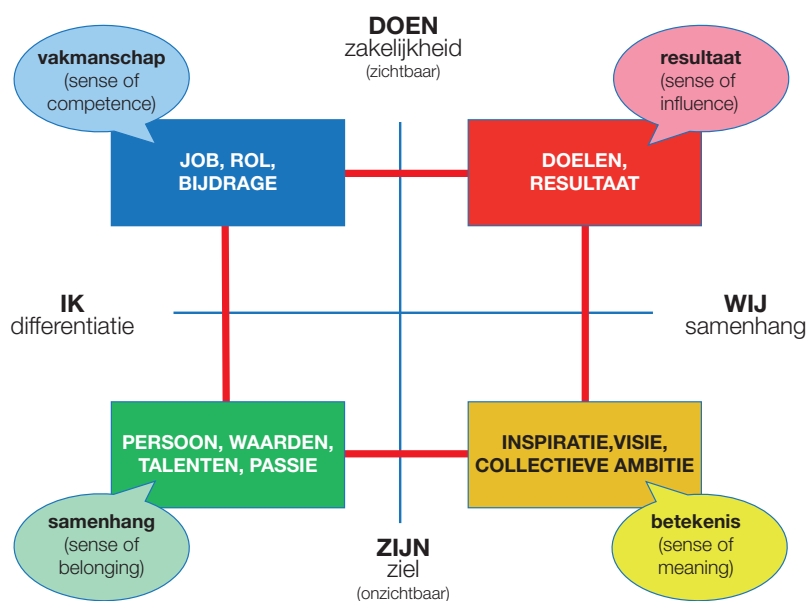 DOEN
zakelijkheid
(zichtbaar)
vakmanschap
(sense of
competence)
resultaat
(sense of
influence)
JOB, ROL,
BIJDRAGE
DOELEN,
RESULTAAT
IK
differentiatie
WIJ
samenhang
PERSOON, WAARDEN,
TALENTEN, PASSIE
INSPIRATIE,VISIE,
COLLECTIEVE AMBITIE
samenhang
(sense of
belonging)
betekenis
(sense of
meaning)
ZIJN
ziel
(onzichtbaar)